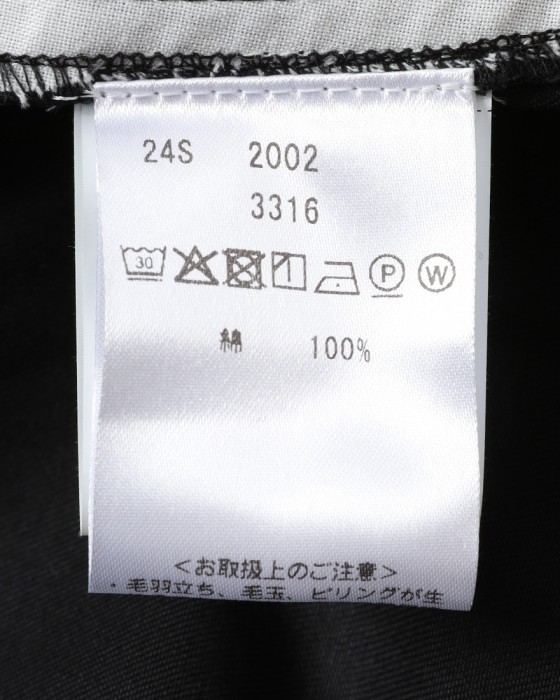 24S 2002
3316
30 P W
綿 100%
<お取扱上のご注意>
・毛羽立ち、毛玉、ピリングが生